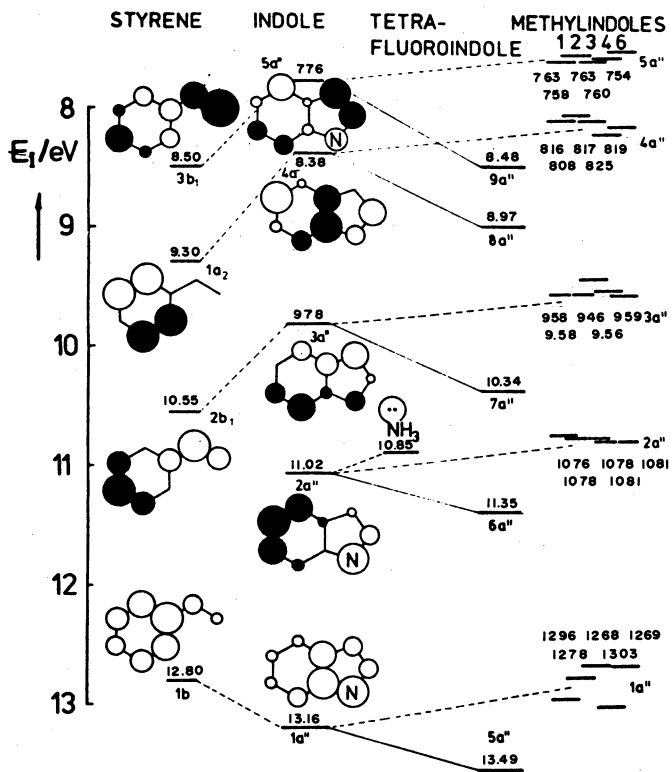 STYRENE INDOLE TETRA- METHYLINDOLES
FLUOROINDOLE 1 2 3 4 6
5a" 776 5a"
763 763 754
758 760
8
8.50 3b₁
N
8.38 4a
8.48 9a"
4a"
816 817 819
808 825
E_I/eV
9
8.97 8a"
9.30 1a₂
978 3a"
958 946 959 3a"
9.58 9.56
10
10.34 7a"
10.55 2b₁
NH₃
10.85
11
11.02 2a"
2a"
1076 1078 1081
1078 1081
11.35 6a"
N
12
1296 1268 1269
1278 1303
12.80 1b
N
1a"
13
13.16 1a"
5a"
13.49